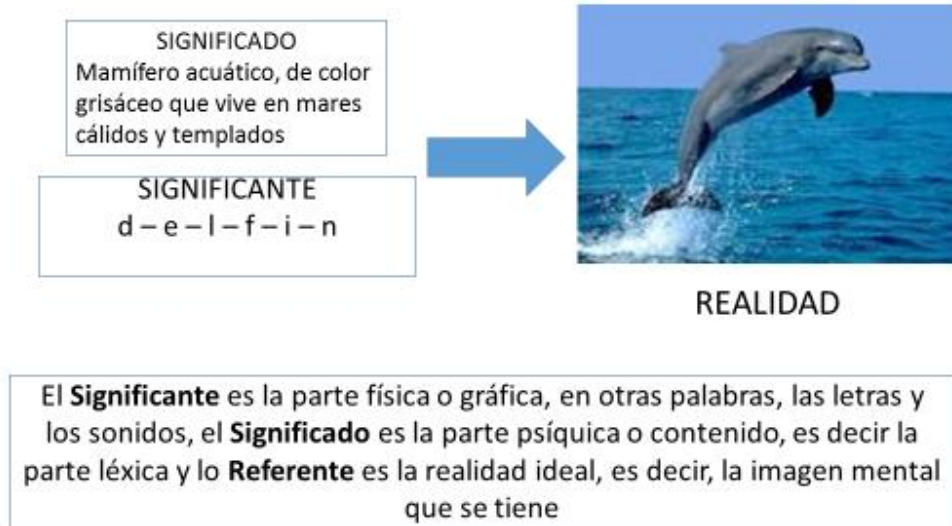 SIGNIFICADO
Mamífero acuático, de color
grisáceo que vive en mares
cálidos y templados
SIGNIFICANTE
d – e – l – f – i – n
REALIDAD
El Significante es la parte física o gráfica, en otras palabras, las letras y
los sonidos, el Significado es la parte psíquica o contenido, es decir la
parte léxica y lo Referente es la realidad ideal, es decir, la imagen mental
que se tiene